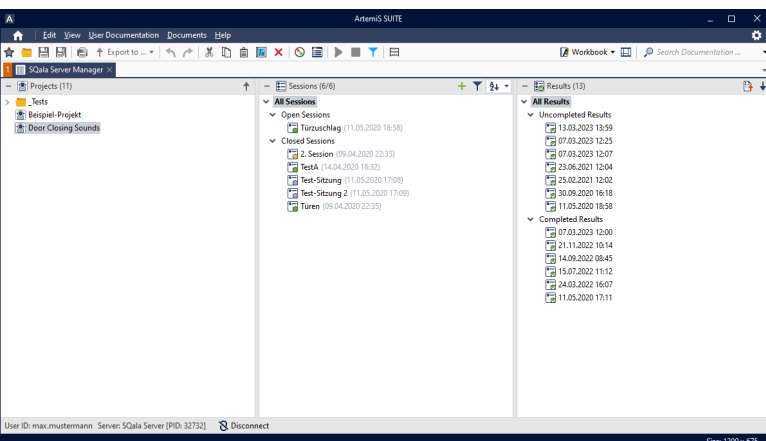 A ArtemiS SUITE
Edit View User Documentation Documents Help
Export to ...
Workbook
Search Documentation ...
1 SQala Server Manager
Projects (11)
_Tests
Beispiel-Projekt
Door Closing Sounds
Sessions (6/6)
All Sessions
Open Sessions
Türzuschlag (11.05.2020 18:58)
Closed Sessions
2. Session (09.04.2020 22:35)
TestA (14.04.2020 18:32)
Test-Sitzung (11.05.2020 17:08)
Test-Sitzung 2 (11.05.2020 17:09)
Türen (09.04.2020 22:35)
Results (13)
All Results
Uncompleted Results
13.03.2023 13:59
07.03.2023 12:25
07.03.2023 12:07
23.06.2021 12:04
25.02.2021 12:02
30.09.2020 16:18
11.05.2020 18:58
Completed Results
07.03.2023 12:00
21.11.2022 10:14
14.09.2022 08:45
15.07.2022 11:12
24.03.2022 16:07
11.05.2020 17:11
User ID: max.mustermann Server: SQala Server [PID: 32732] Disconnect